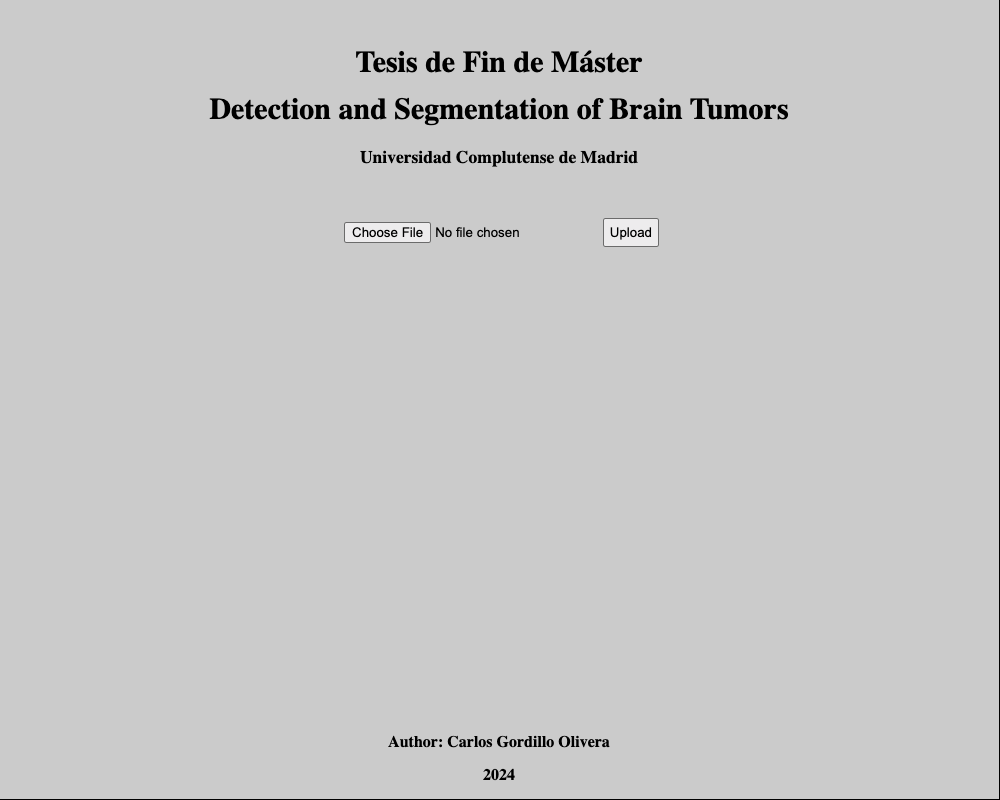 Tesis de Fin de Máster
Detection and Segmentation of Brain Tumors
Universidad Complutense de Madrid
Choose File No file chosen Upload
Author: Carlos Gordillo Olivera
2024